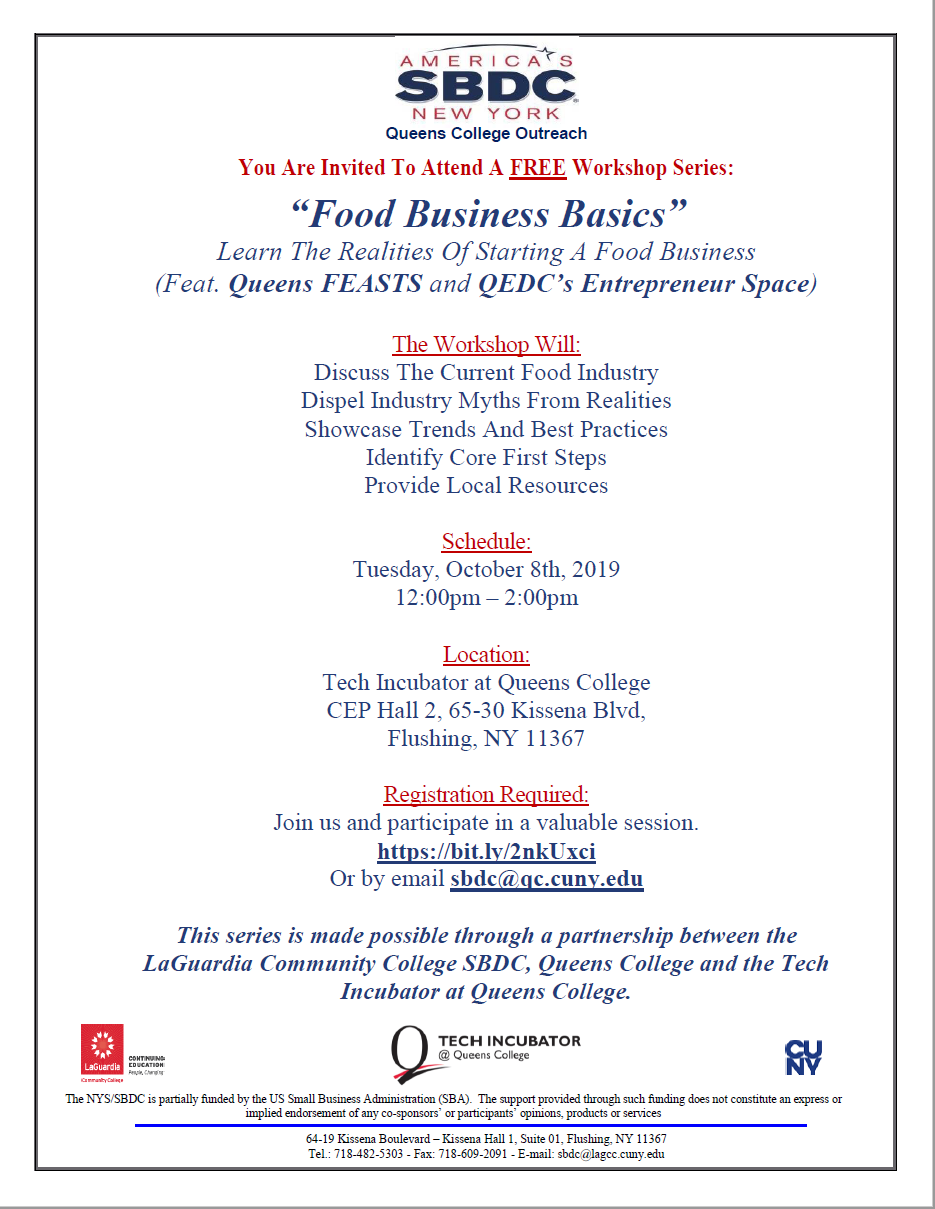 AMERICA'S
SBDC
NEW YORK
Queens College Outreach
You Are Invited To Attend A FREE Workshop Series:
“Food Business Basics”
Learn The Realities Of Starting A Food Business
(Feat. Queens FEASTS and QEDC’s Entrepreneur Space)
The Workshop Will:
Discuss The Current Food Industry
Dispel Industry Myths From Realities
Showcase Trends And Best Practices
Identify Core First Steps
Provide Local Resources
Schedule:
Tuesday, October 8th, 2019
12:00pm – 2:00pm
Location:
Tech Incubator at Queens College
CEP Hall 2, 65-30 Kissena Blvd,
Flushing, NY 11367
Registration Required:
Join us and participate in a valuable session.
https://bit.ly/2nkUxci
Or by email sbdc@qc.cuny.edu
This series is made possible through a partnership between the
LaGuardia Community College SBDC, Queens College and the Tech
Incubator at Queens College.
LaGuardia
Community College
CONTINUING
EDUCATION
People, Changing
TECH INCUBATOR
@ Queens College
CU
NY
The NYS/SBDC is partially funded by the US Small Business Administration (SBA). The support provided through such funding does not constitute an express or
implied endorsement of any co-sponsors’ or participants’ opinions, products or services
64-19 Kissena Boulevard – Kissena Hall 1, Suite 01, Flushing, NY 11367
Tel.: 718-482-5303 - Fax: 718-609-2091 - E-mail: sbdc@lagcc.cuny.edu